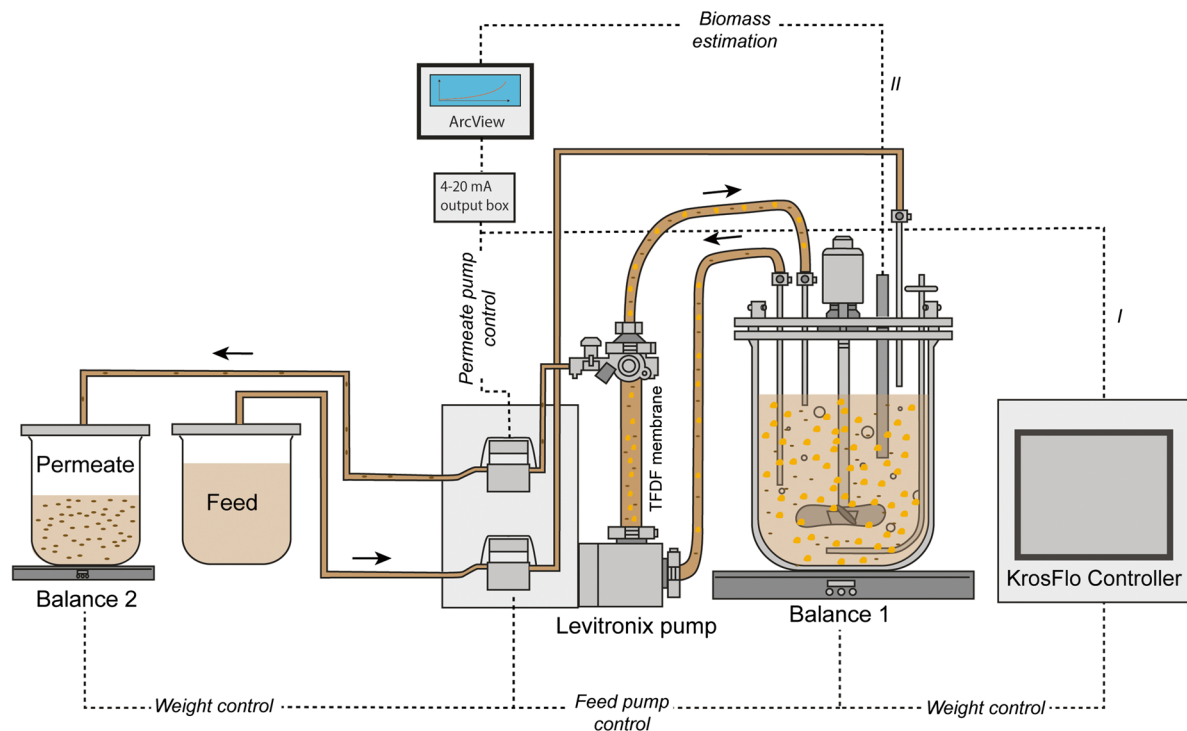 Biomass
estimation
II
ArcView
4-20 mA
output box
Permeate pump
control
I
TFDF membrane
Permeate
Feed
KrosFlo Controller
Balance 2
Levitronix pump
Balance 1
Weight control
Feed pump
control
Weight control